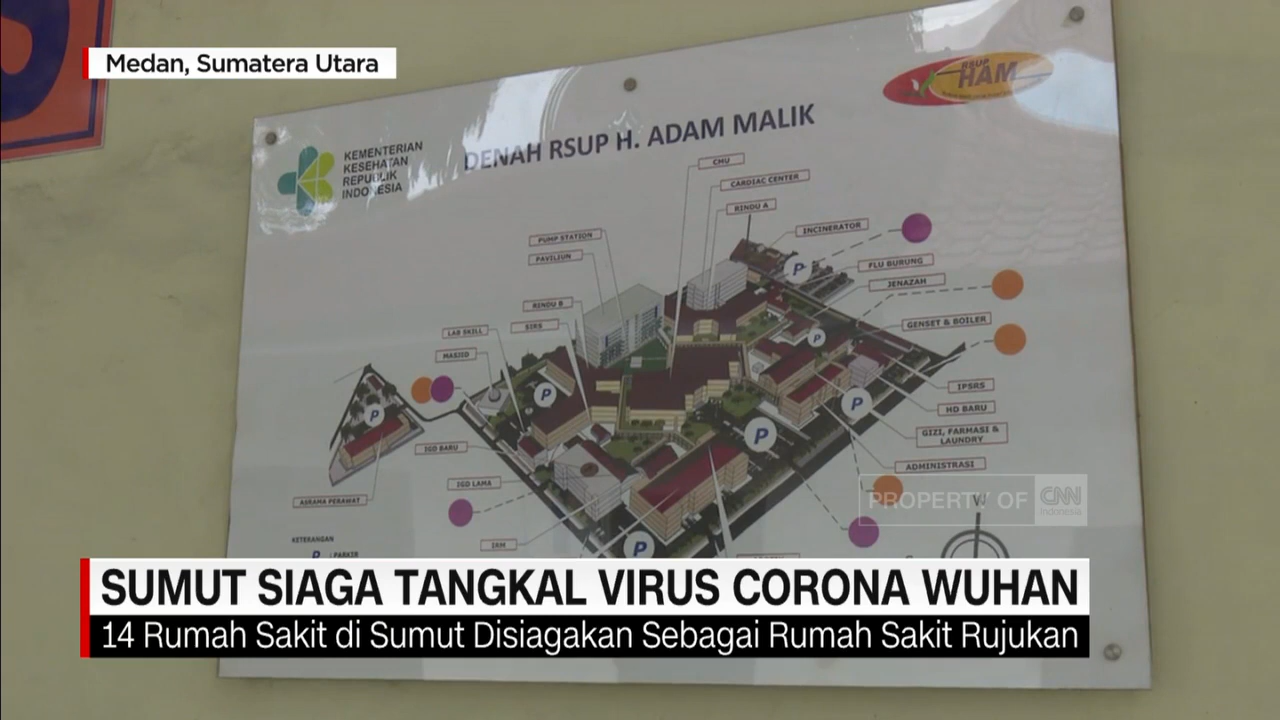 Medan, Sumatera Utara
RSUP
HAM
KEMENTERIAN
KESEHATAN
REPUBLIK
INDONESIA
DENAH RSUP H. ADAM MALIK
CHU
CARDIAC CENTER
RINDU A
INCINERATOR
PUMP STATION
PAVILIUN
FLU BURUNG
JENAZAH
RINDU B
SIRS
LAB SKILL
MASJID
GENSET & BOILER
IPSRS
HD BARU
GIZI, FARMASI &
LAUNDRY
ADMINISTRASI
IGD BARU
IGD LAMA
ASRAMA PERAWAT
IRM
P
P
P
P
P
P
P
KETERANGAN
P : PARKIR
PROPERTY OF CNN
Indonesia
SUMUT SIAGA TANGKAL VIRUS CORONA WUHAN
14 Rumah Sakit di Sumut Disiagakan Sebagai Rumah Sakit Rujukan